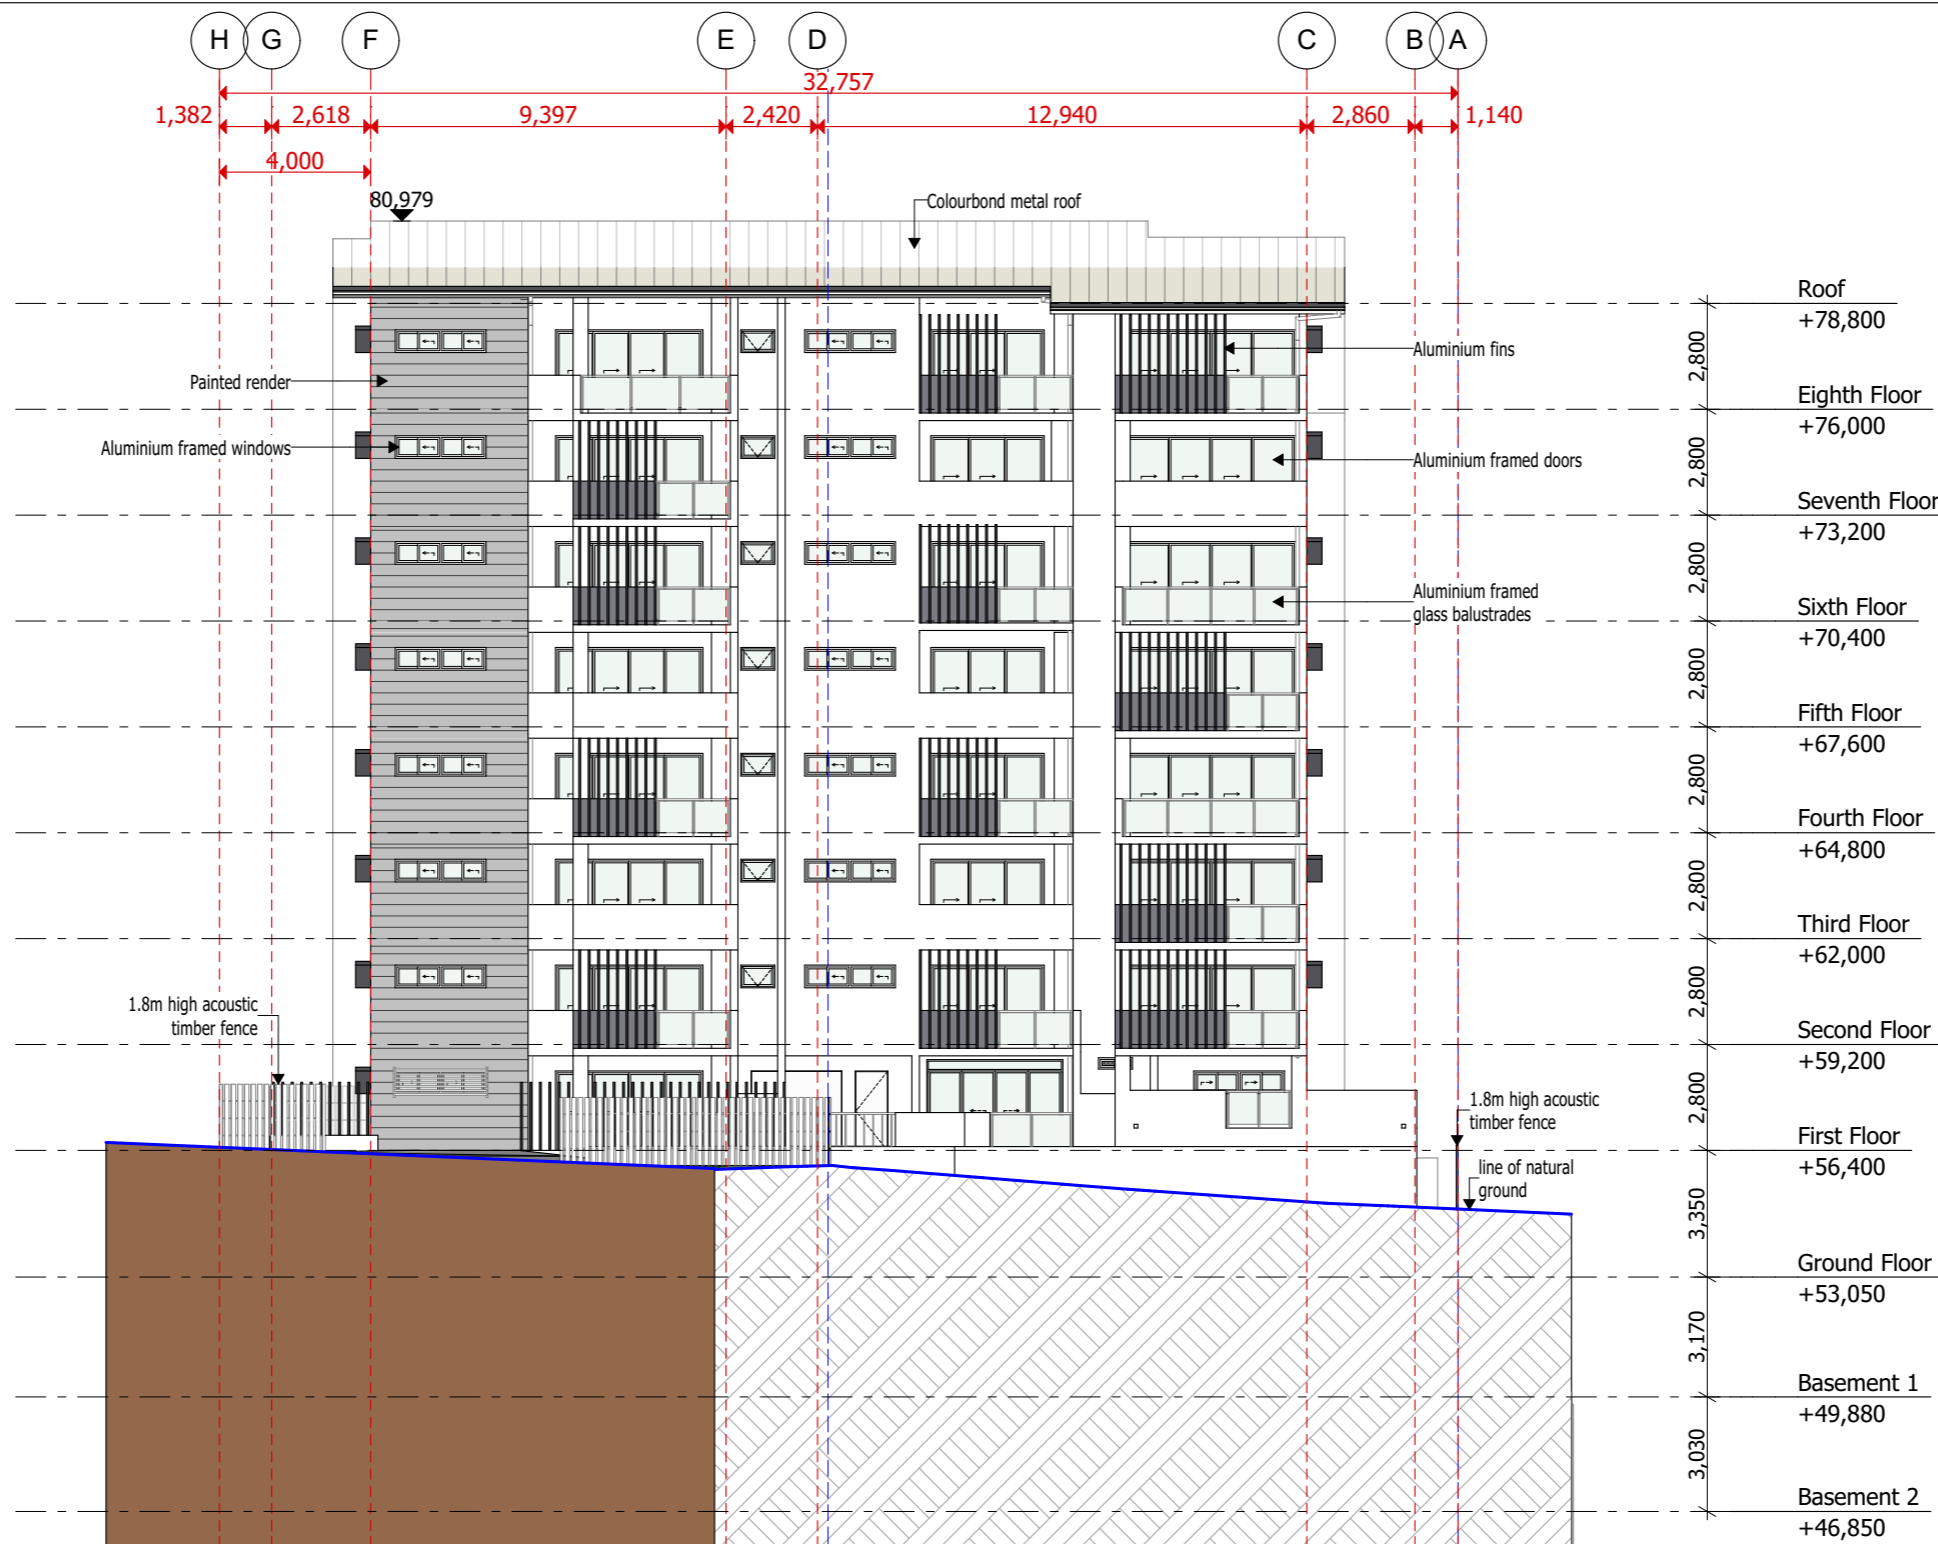 H G F E D C B A
32,757
1,382 2,618 9,397 2,420 12,940 2,860 1,140
4,000
80,979
Colourbond metal roof
Roof
+78,800
2,800
Aluminium fins
Painted render
Eighth Floor
+76,000
Aluminium framed windows
Aluminium framed doors
2,800
Seventh Floor
+73,200
2,800
Aluminium framed
glass balustrades
Sixth Floor
+70,400
2,800
Fifth Floor
+67,600
2,800
Fourth Floor
+64,800
2,800
Third Floor
+62,000
2,800
1.8m high acoustic
timber fence
Second Floor
+59,200
2,800
1.8m high acoustic
timber fence
First Floor
+56,400
line of natural
ground
3,350
Ground Floor
+53,050
3,170
Basement 1
+49,880
3,030
Basement 2
+46,850